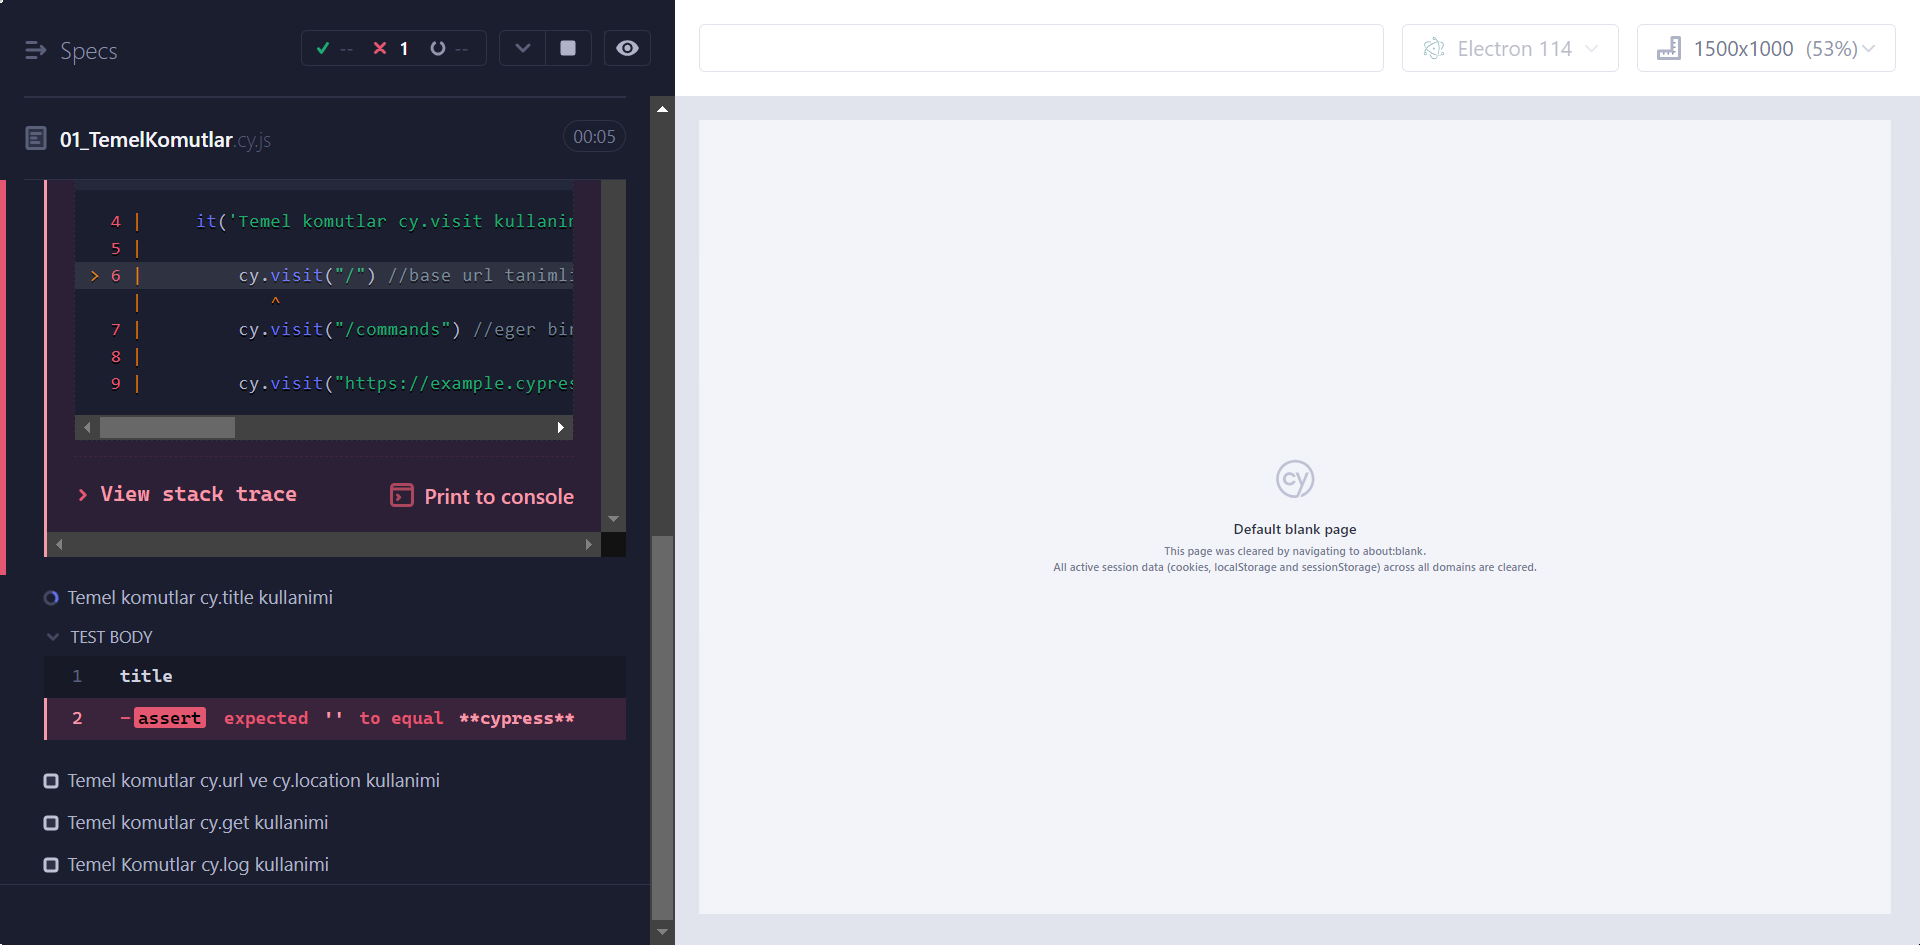 Specs
-- 1 --
Electron 114
1500x1000 (53%)
01_TemelKomutlar.cy.js
00:05
4 | it('Temel komutlar cy.visit kullanim
5 |
> 6 | cy.visit("/") //base url tanimli
| ^
7 | cy.visit("/commands") //eger bir
8 |
9 | cy.visit("https://example.cypres
> View stack trace
Print to console
Temel komutlar cy.title kullanimi
TEST BODY
1 title
2 -assert expected '' to equal **cypress**
Temel komutlar cy.url ve cy.location kullanimi
Temel komutlar cy.get kullanimi
Temel Komutlar cy.log kullanimi
cy
Default blank page
This page was cleared by navigating to about:blank.
All active session data (cookies, localStorage and sessionStorage) across all domains are cleared.